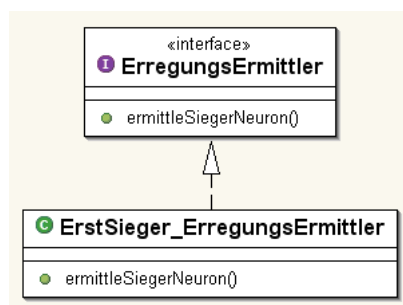 «interface»
I ErregungsErmittler
ermittleSiegerNeuron()
C ErstSieger_ErregungsErmittler
ermittleSiegerNeuron()